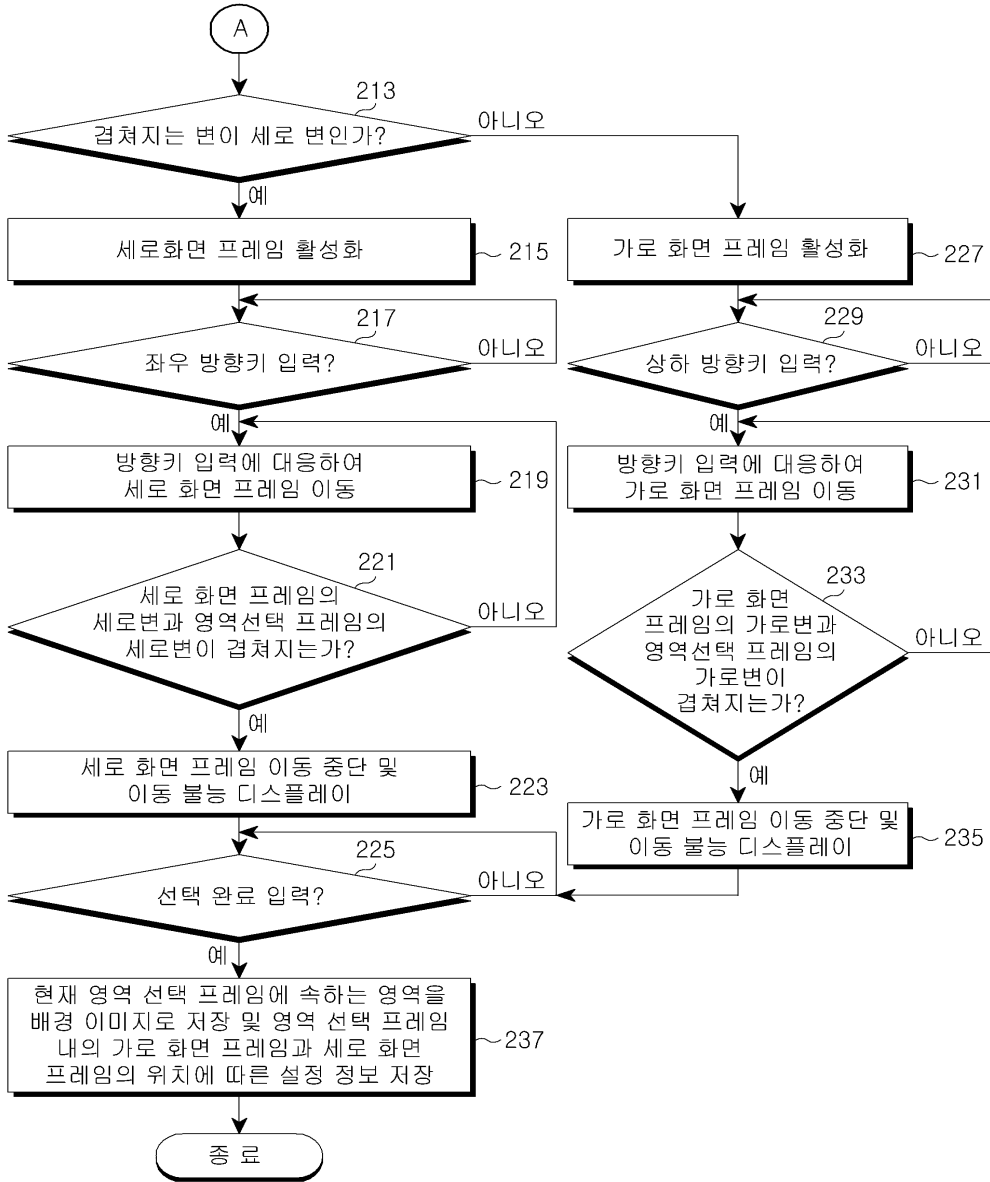 A
213
겹쳐지는 변이 세로 변인가?
아니오
예
세로화면 프레임 활성화
215
가로 화면 프레임 활성화
227
217
좌우 방향키 입력?
아니오
예
229
상하 방향키 입력?
아니오
예
방향키 입력에 대응하여
세로 화면 프레임 이동
219
방향키 입력에 대응하여
가로 화면 프레임 이동
231
221
세로 화면 프레임의
세로변과 영역선택 프레임의
세로변이 겹쳐지는가?
아니오
예
233
가로 화면
프레임의 가로변과
영역선택 프레임의
가로변이
겹쳐지는가?
아니오
예
세로 화면 프레임 이동 중단 및
이동 불능 디스플레이
223
가로 화면 프레임 이동 중단 및
이동 불능 디스플레이
235
225
선택 완료 입력?
아니오
예
현재 영역 선택 프레임에 속하는 영역을
배경 이미지로 저장 및 영역 선택 프레임
내의 가로 화면 프레임과 세로 화면
프레임의 위치에 따른 설정 정보 저장
237
종 료